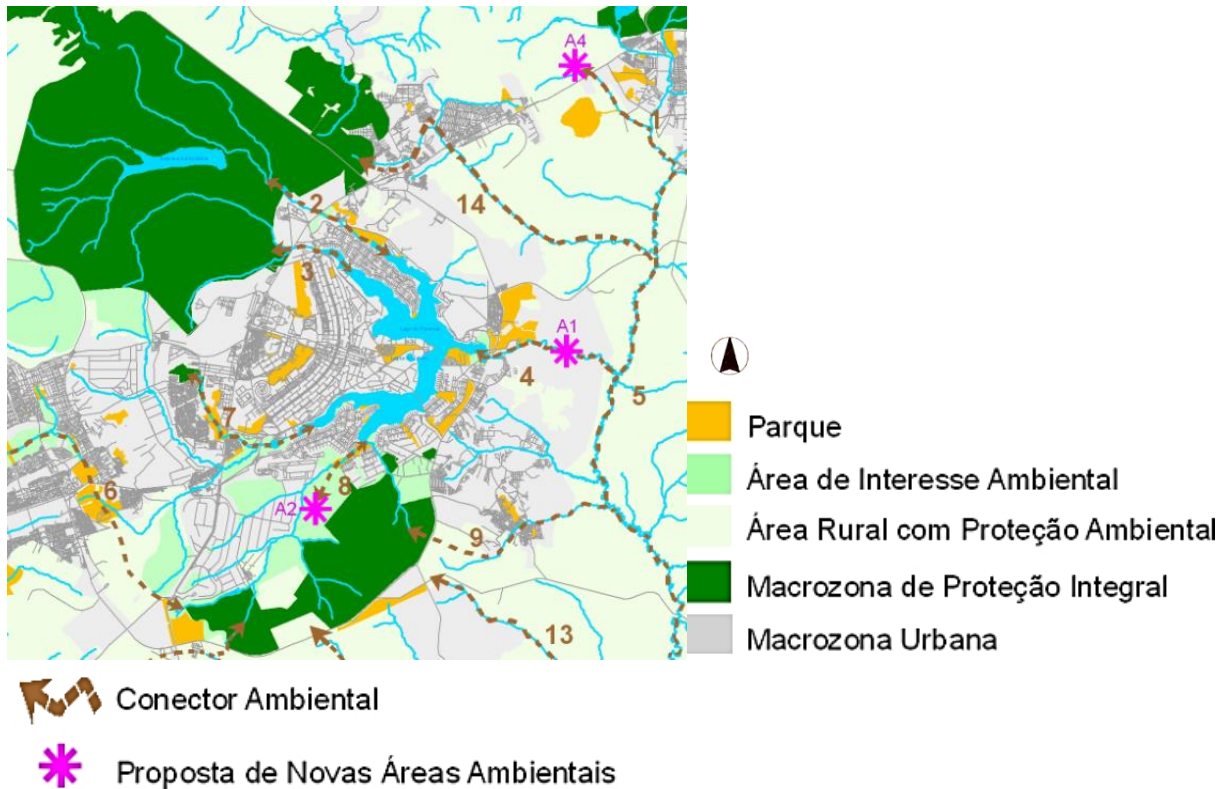 A4
2
14
3
A1
4
5
7
6
8
A2
9
13
Parque
Área de Interesse Ambiental
Área Rural com Proteção Ambiental
Macrozona de Proteção Integral
Macrozona Urbana
Conector Ambiental
Proposta de Novas Áreas Ambientais